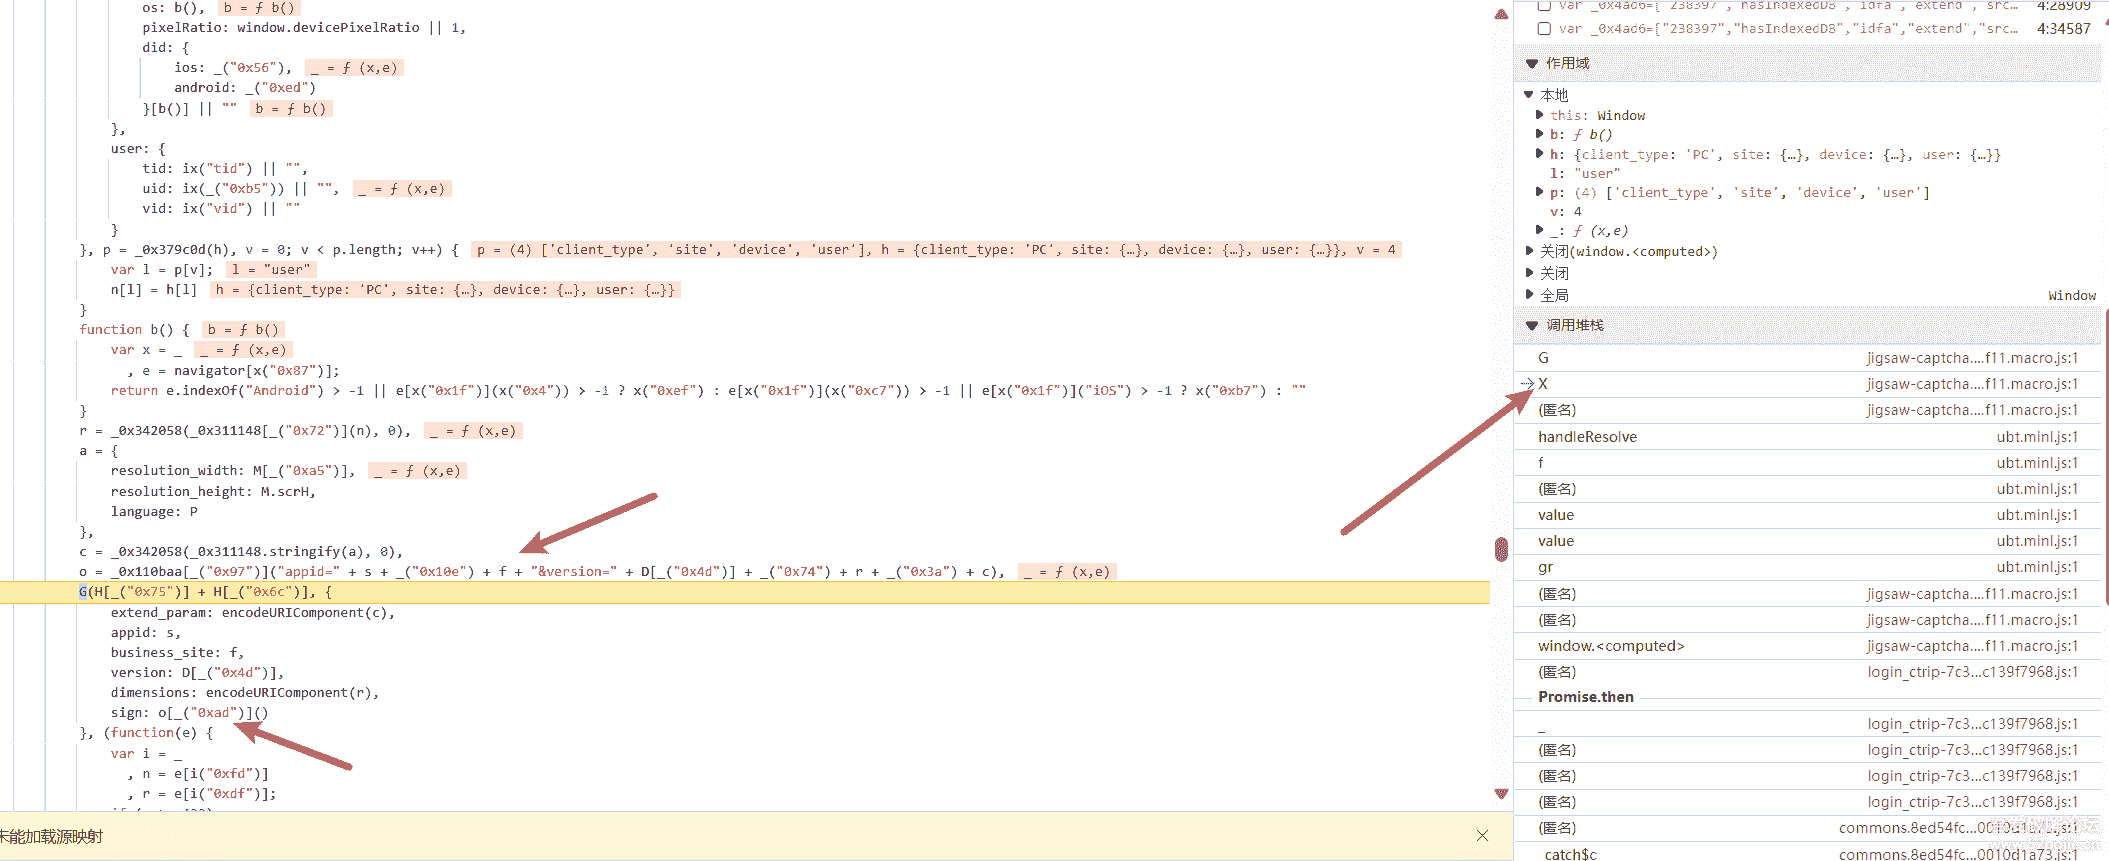 os: b(), b = ƒ b()
pixelRatio: window.devicePixelRatio || 1,
did: {
ios: _("0x56"), _ = ƒ (x,e)
android: _("0xed")
}[b()] || "" b = ƒ b()
},
user: {
tid: ix("tid") || "",
uid: ix(_("0xb5")) || "", _ = ƒ (x,e)
vid: ix("vid") || ""
}
}, p = _0x379c0d(h), v = 0; v < p.length; v++) { p = (4) ['client_type', 'site', 'device', 'user'], h = {client_type: 'PC', site: {…}, device: {…}, user: {…}}, v = 4
var l = p[v]; l = "user"
n[l] = h[l] h = {client_type: 'PC', site: {…}, device: {…}, user: {…}}
}
function b() { b = ƒ b()
var x = _ _ = ƒ (x,e)
, e = navigator[x("0x87")];
return e.indexOf("Android") > -1 || e[x("0x1f")](x("0x4")) > -1 ? x("0xef") : e[x("0x1f")](x("0xc7")) > -1 || e[x("0x1f")]("iOS") > -1 ? x("0xb7") : ""
}
r = _0x342058(_0x311148[_("0x72")](n), 0), _ = ƒ (x,e)
a = {
resolution_width: M[_("0xa5")], _ = ƒ (x,e)
resolution_height: M.scrH,
language: P
},
c = _0x342058(_0x311148.stringify(a), 0),
o = _0x110baa[_("0x97")]("appid=" + s + _("0x10e") + f + "&version=" + D[_("0x4d")] + _("0x74") + r + _("0x3a") + c), _ = ƒ (x,e)
G(H[_("0x75")] + H[_("0x6c")], {
extend_param: encodeURIComponent(c),
appid: s,
business_site: f,
version: D[_("0x4d")],
dimensions: encodeURIComponent(r),
sign: o[_("0xad")]()
}, (function(e) {
var i = _
, n = e[i("0xfd")]
, r = e[i("0xdf")];
未能加载源映射
var _0x4ad6=["238397","hasIndexedDB","idfa","extend","src… 4:28909
var _0x4ad6=["238397","hasIndexedDB","idfa","extend","src… 4:34587
作用域
本地
this: Window
b: ƒ b()
h: {client_type: 'PC', site: {…}, device: {…}, user: {…}}
l: "user"
p: (4) ['client_type', 'site', 'device', 'user']
v: 4
_: ƒ (x,e)
关闭(window.<computed>)
关闭
全局 Window
调用堆栈
G jigsaw-captcha....f11.macro.js:1
X jigsaw-captcha....f11.macro.js:1
(匿名) jigsaw-captcha....f11.macro.js:1
handleResolve ubt.minl.js:1
f ubt.minl.js:1
(匿名) ubt.minl.js:1
value ubt.minl.js:1
value ubt.minl.js:1
gr ubt.minl.js:1
(匿名) jigsaw-captcha....f11.macro.js:1
(匿名) jigsaw-captcha....f11.macro.js:1
window.<computed> jigsaw-captcha....f11.macro.js:1
(匿名) login_ctrip-7c3...c139f7968.js:1
Promise.then
_ login_ctrip-7c3...c139f7968.js:1
(匿名) login_ctrip-7c3...c139f7968.js:1
(匿名) login_ctrip-7c3...c139f7968.js:1
(匿名) login_ctrip-7c3...c139f7968.js:1
(匿名) commons.8ed54fc...0010d1a73.js:1
catch$c commons.8ed54fc...0010d1a73.js:1